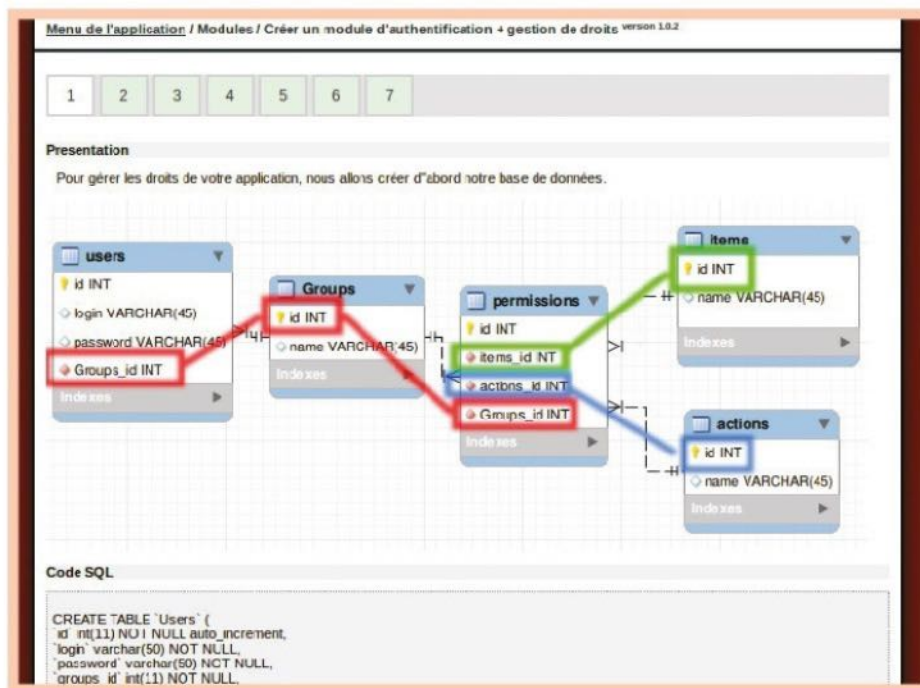 Menu de l'application / Modules / Créer un module d'authentification + gestion de droits version 1.0.2
1 2 3 4 5 6 7
Presentation
Pour gérer les droits de votre application, nous allons créer d"abord notre base de données.
users
id INT
login VARCHAR(45)
password VARCHAR(45)
Groups_id INT
Indexes
Groups
id INT
name VARCHAR(45)
Indexes
permissions
id INT
items_id INT
actions_id INT
Groups_id INT
Indexes
items
id INT
name VARCHAR(45)
Indexes
actions
id INT
name VARCHAR(45)
Indexes
Code SQL
CREATE TABLE `Users` (
`id` int(11) NOT NULL auto_increment,
`login` varchar(50) NOT NULL,
`password` varchar(50) NOT NULL,
`groups_id` int(11) NOT NULL,